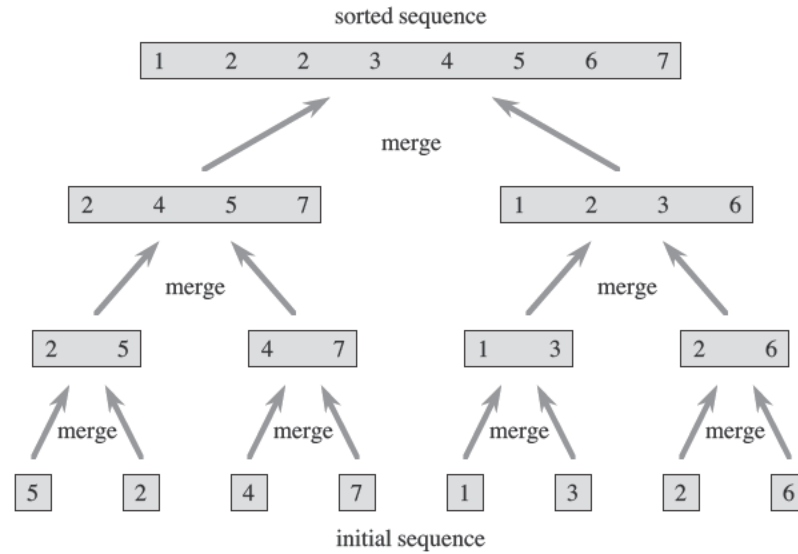 sorted sequence
1 2 2 3 4 5 6 7
merge
2 4 5 7 1 2 3 6
merge merge
2 5 4 7 1 3 2 6
merge merge merge merge
5 2 4 7 1 3 2 6
initial sequence